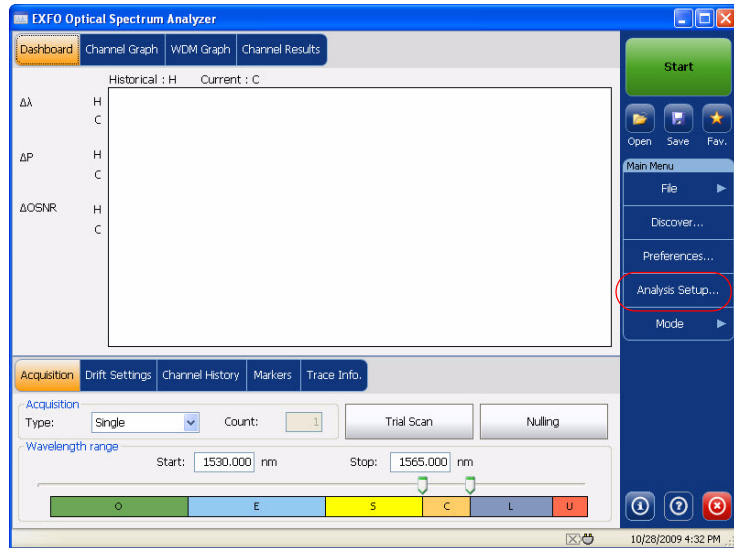 EXFO Optical Spectrum Analyzer
Dashboard Channel Graph WDM Graph Channel Results
Historical : H Current : C
Δλ H
C
ΔP H
C
ΔOSNR H
C
Start
Open Save Fav.
Main Menu
File
Discover...
Preferences...
Analysis Setup...
Mode
Acquisition Drift Settings Channel History Markers Trace Info.
Acquisition
Type: Single Count: 1 Trial Scan Nulling
Wavelength range
Start: 1530.000 nm Stop: 1565.000 nm
O E S C L U
10/28/2009 4:32 PM